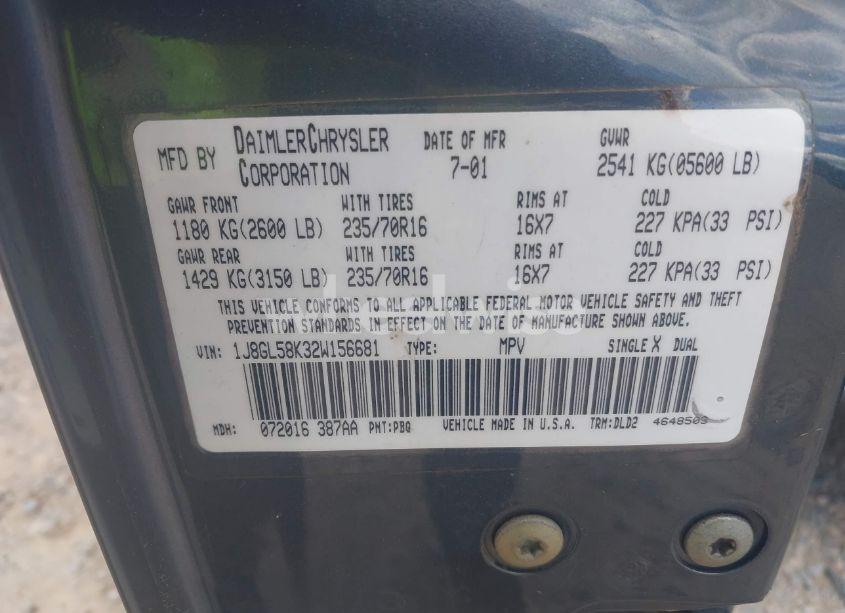 MFD BY DAIMLERCHRYSLER CORPORATION DATE OF MFR 7-01 GVWR 2541 KG(05600 LB)
GAWR FRONT WITH TIRES RIMS AT COLD
1180 KG(2600 LB) 235/70R16 16X7 227 KPA(33 PSI)
GAWR REAR WITH TIRES RIMS AT COLD
1429 KG(3150 LB) 235/70R16 16X7 227 KPA(33 PSI)
THIS VEHICLE CONFORMS TO ALL APPLICABLE FEDERAL MOTOR VEHICLE SAFETY AND THEFT
PREVENTION STANDARDS IN EFFECT ON THE DATE OF MANUFACTURE SHOWN ABOVE.
VIN: 1J8GL58K32W156681 TYPE: MPV SINGLE X DUAL
MDH: 072016 387AA PNT:PBQ VEHICLE MADE IN U.S.A. TRM:DLD2 4648503